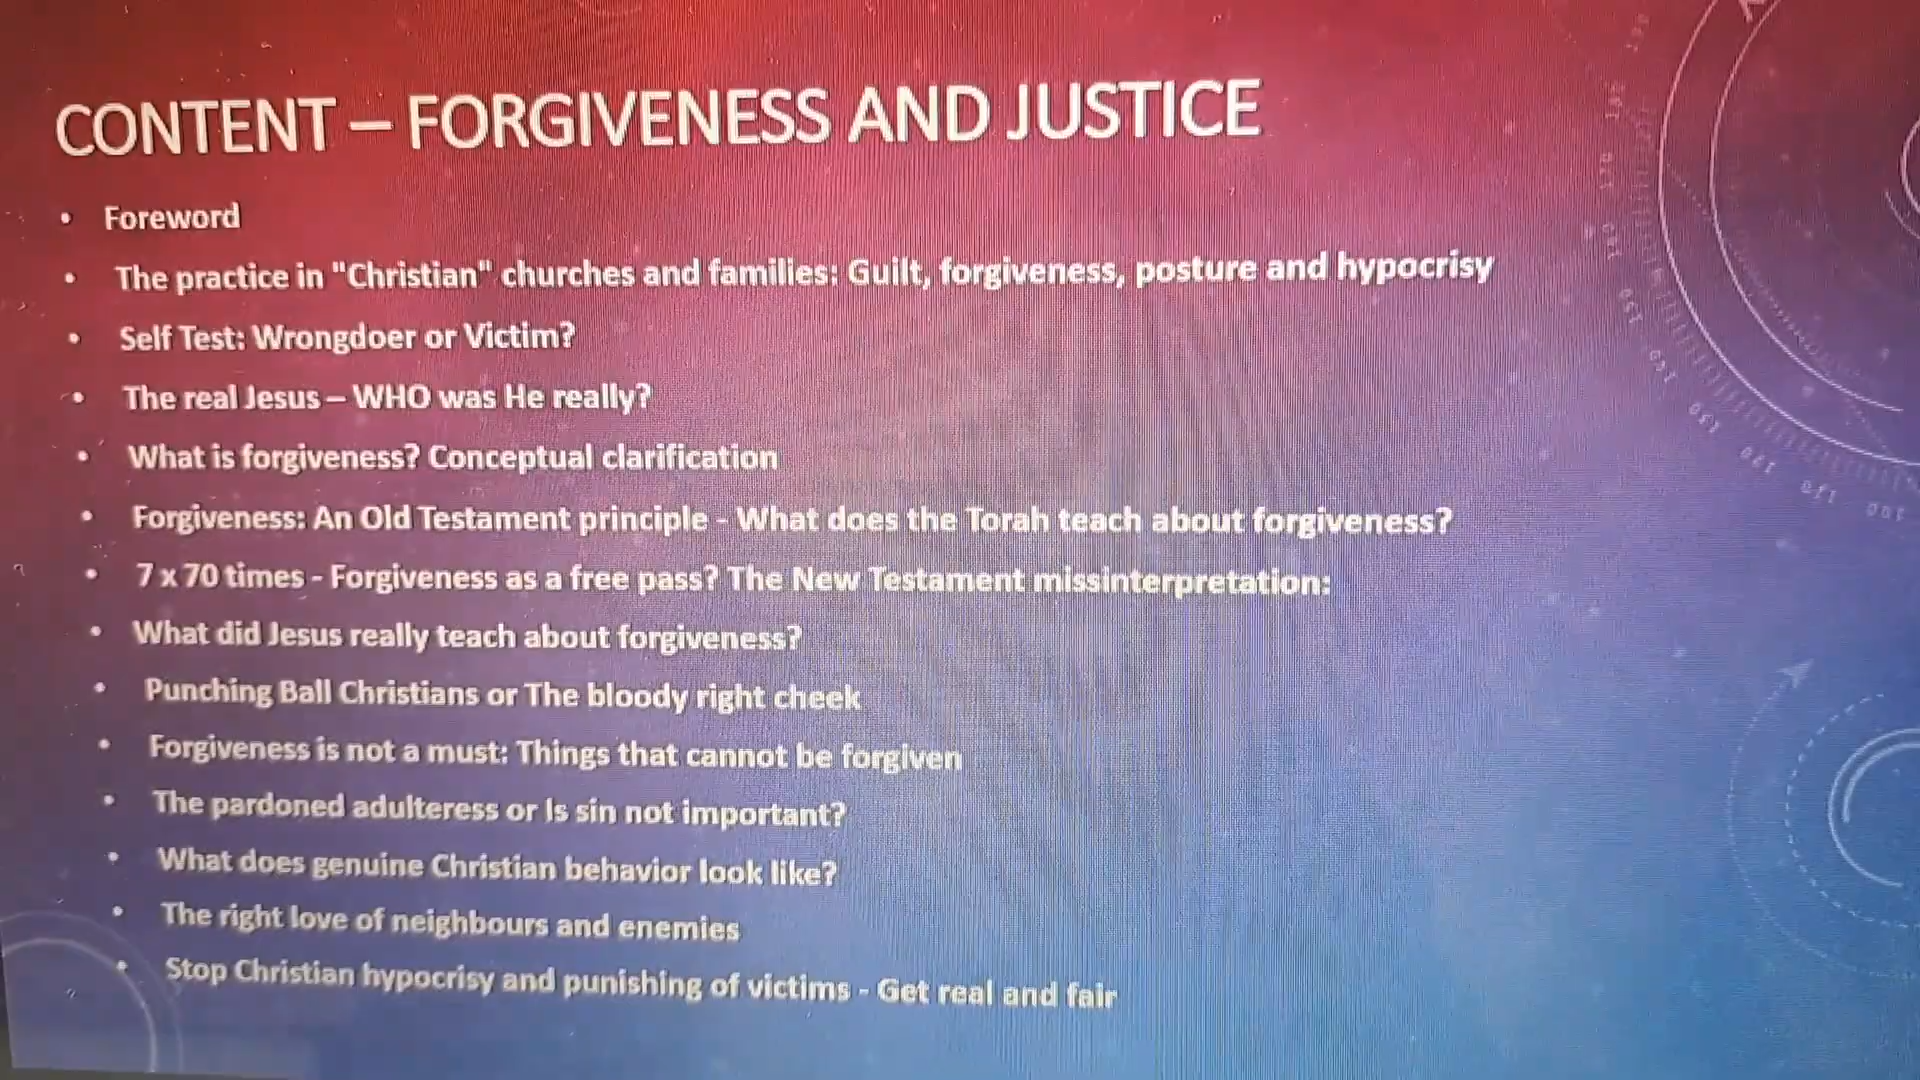 CONTENT – FORGIVENESS AND JUSTICE
• Foreword
• The practice in "Christian" churches and families: Guilt, forgiveness, posture and hypocrisy
• Self Test: Wrongdoer or Victim?
• The real Jesus – WHO was He really?
• What is forgiveness? Conceptual clarification
• Forgiveness: An Old Testament principle - What does the Torah teach about forgiveness?
• 7 x 70 times - Forgiveness as a free pass? The New Testament missinterpretation:
• What did Jesus really teach about forgiveness?
• Punching Ball Christians or The bloody right cheek
• Forgiveness is not a must: Things that cannot be forgiven
• The pardoned adulteress or Is sin not important?
• What does genuine Christian behavior look like?
• The right love of neighbours and enemies
• Stop Christian hypocrisy and punishing of victims - Get real and fair